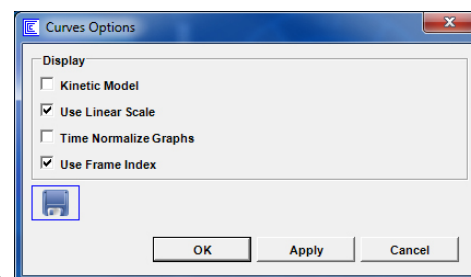 Curves Options
Display
Kinetic Model
Use Linear Scale
Time Normalize Graphs
Use Frame Index
OK Apply Cancel